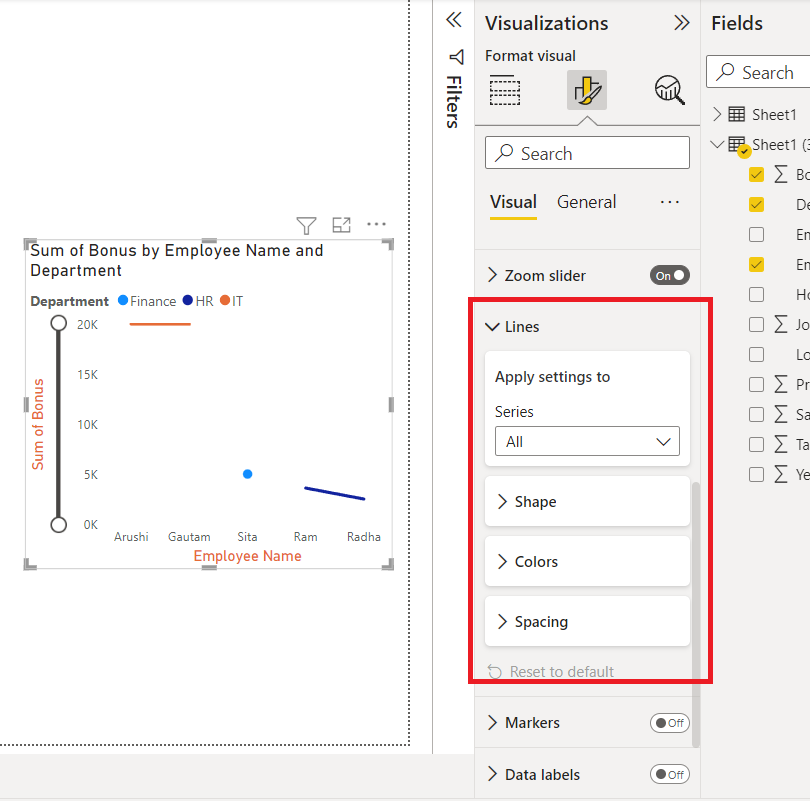 Sum of Bonus by Employee Name and
Department
Department Finance HR IT
Sum of Bonus
20K
15K
10K
5K
0K
Arushi Gautam Sita Ram Radha
Employee Name
Filters
Visualizations
Format visual
Search
Visual General
Zoom slider On
Lines
Apply settings to
Series
All
Shape
Colors
Spacing
Reset to default
Markers Off
Data labels Off
Fields
Search
Sheet1
Sheet1 (3
∑ Bo
De
En
En
Ho
∑ Jo
Lo
∑ Pr
∑ Sa
∑ Ta
∑ Ye